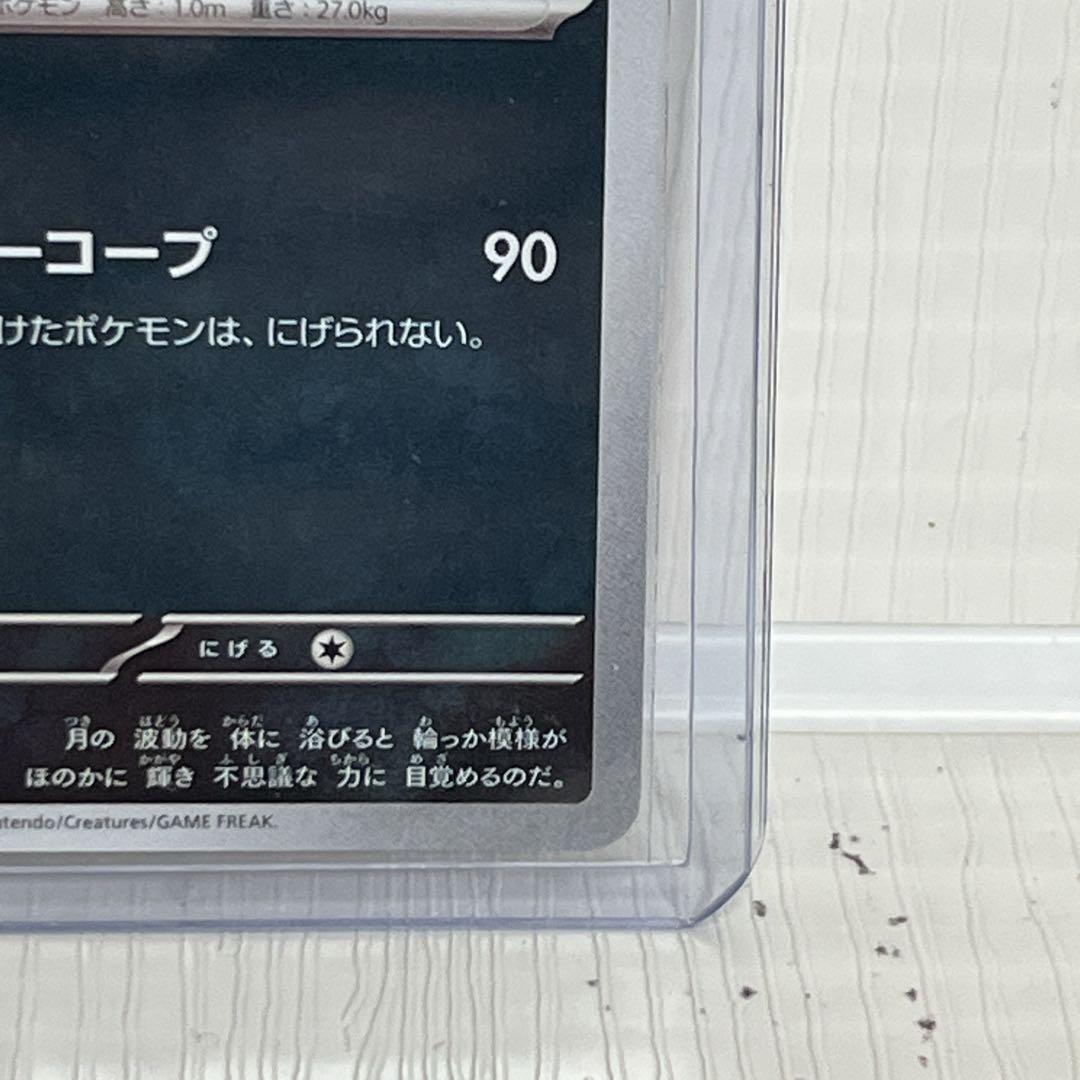 ポケモン 高さ:1.0m 重さ:27.0kg
ーコープ 90
けたポケモンは、にげられない。
にげる
月の波動を体に浴びると輪っか模様が
ほのかに輝き不思議な力に目覚めるのだ。
ntendo/Creatures/GAME FREAK.